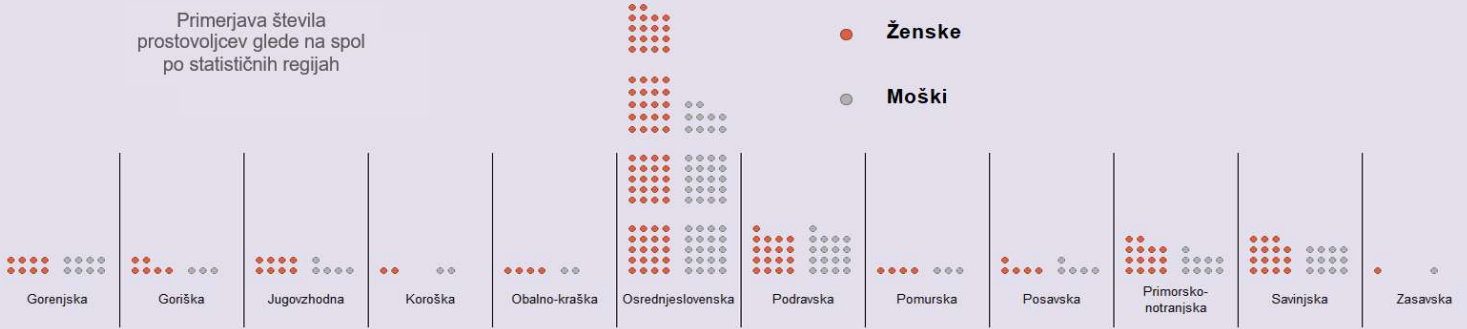 Primerjava števila
prostovoljcev glede na spol
po statističnih regijah
Ženske
Moški
Gorenjska
Goriška
Jugovzhodna
Koroška
Obalno-kraška
Osrednjeslovenska
Podravska
Pomurska
Posavska
Primorsko-
notranjska
Savinjska
Zasavska